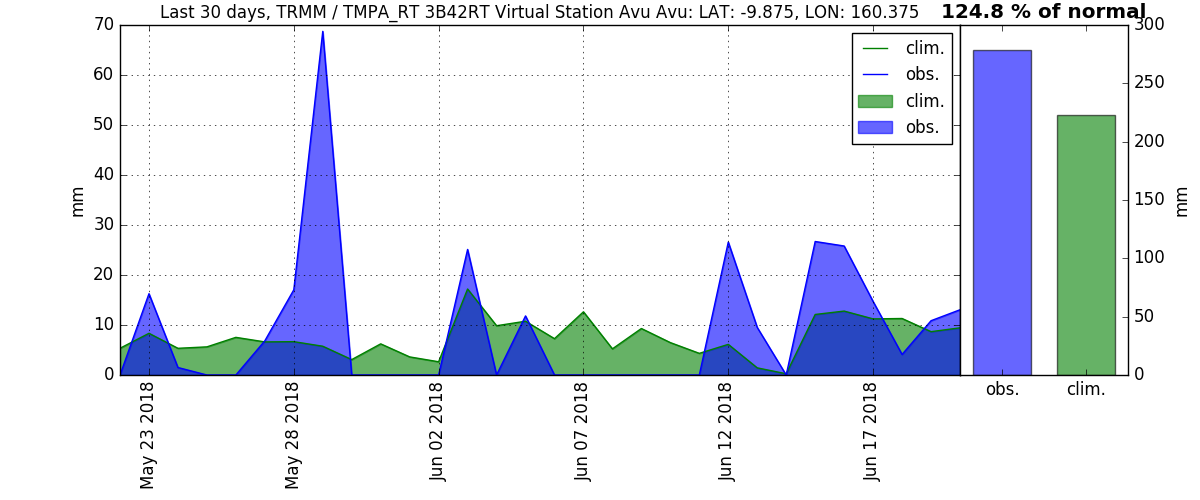 Last 30 days, TRMM / TMPA_RT 3B42RT Virtual Station Avu Avu: LAT: -9.875, LON: 160.375
124.8 % of normal
70
60
50
40
30
20
10
0
mm
clim.
obs.
clim.
obs.
May 23 2018
May 28 2018
Jun 02 2018
Jun 07 2018
Jun 12 2018
Jun 17 2018
300
250
200
150
100
50
0
mm
obs.
clim.